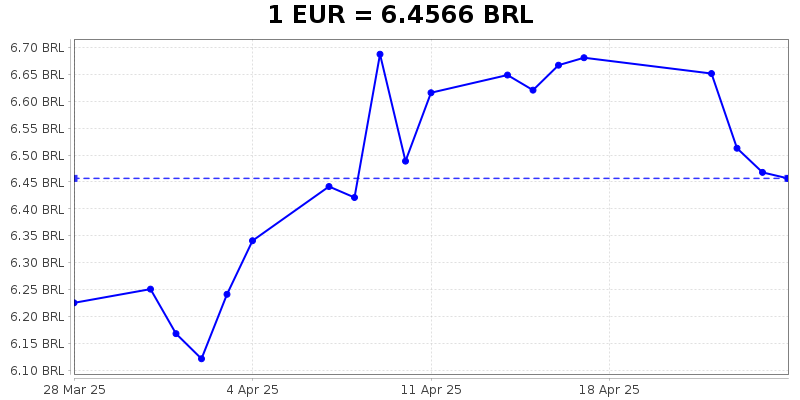 1 EUR = 6.4566 BRL
6.70 BRL
6.65 BRL
6.60 BRL
6.55 BRL
6.50 BRL
6.45 BRL
6.40 BRL
6.35 BRL
6.30 BRL
6.25 BRL
6.20 BRL
6.15 BRL
6.10 BRL
28 Mar 25
4 Apr 25
11 Apr 25
18 Apr 25